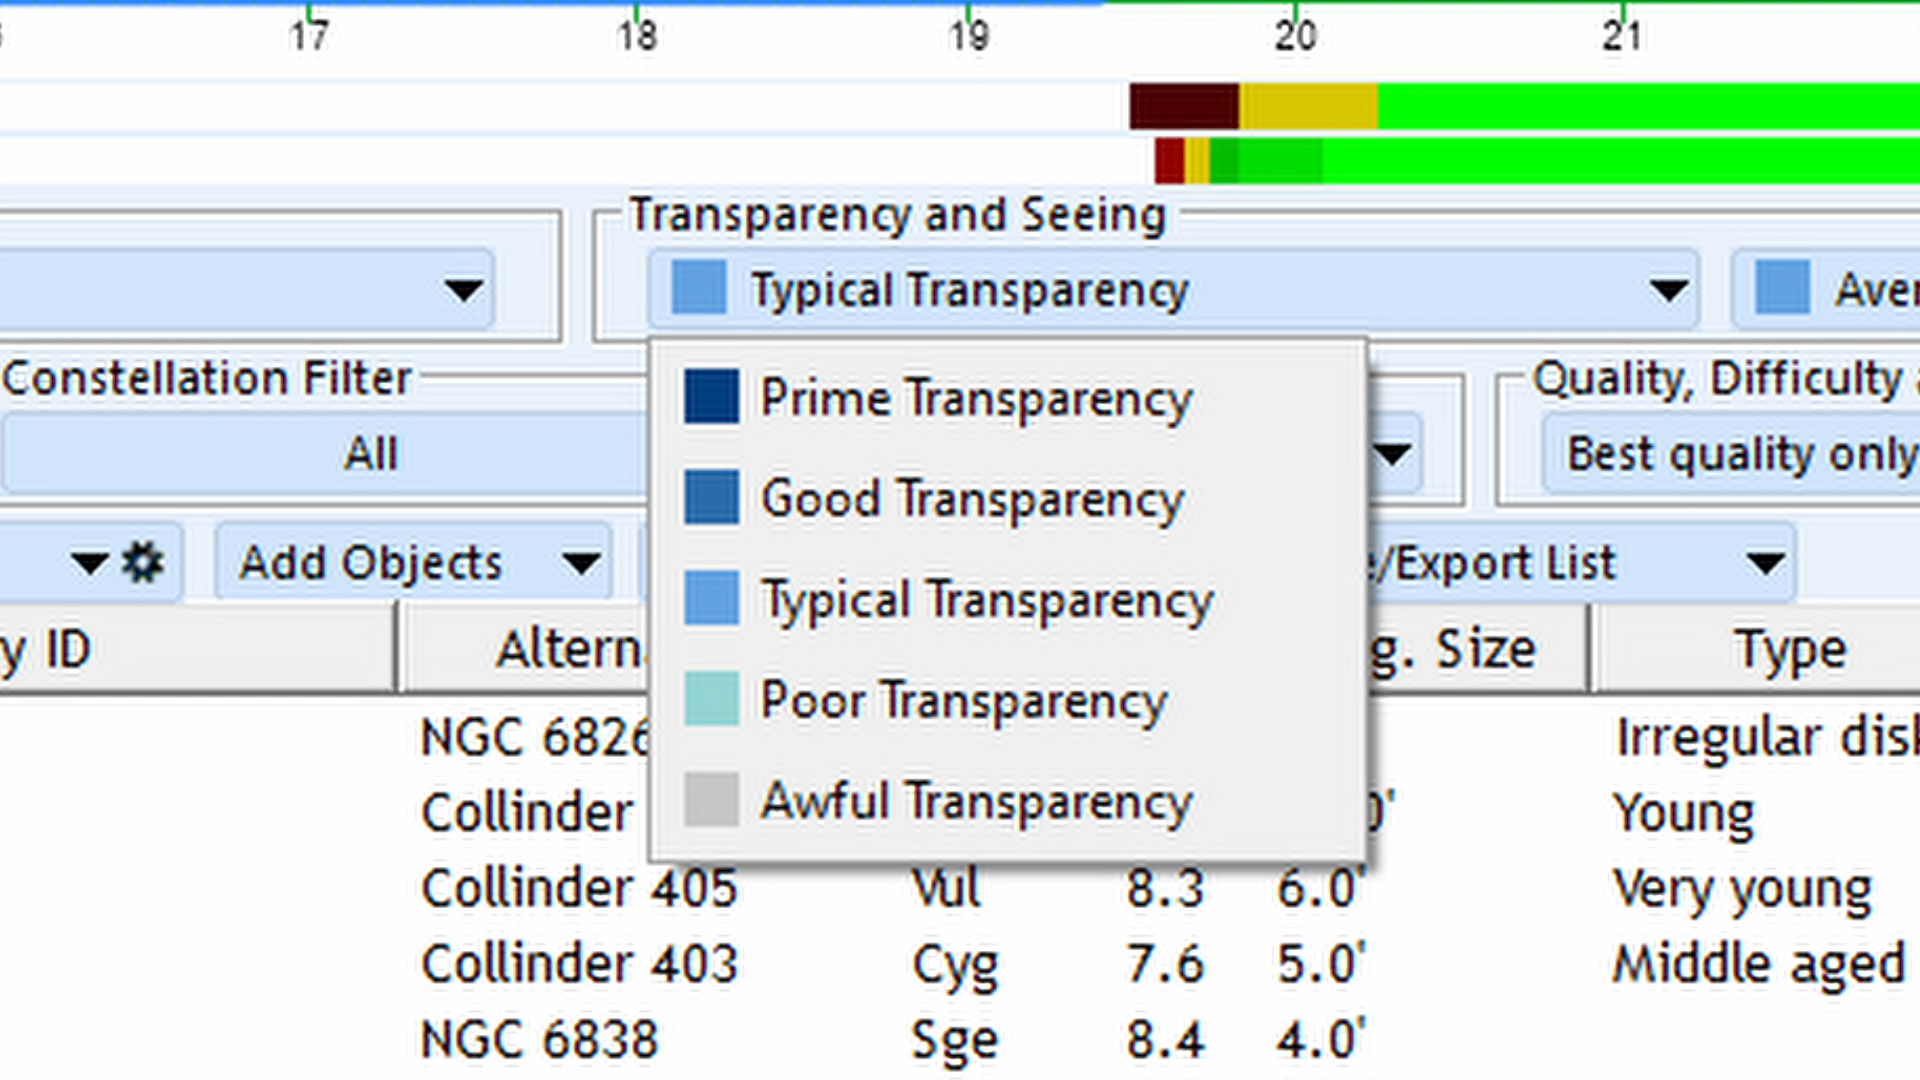 17 18 19 20 21
Transparency and Seeing
Typical Transparency
Constellation Filter
Quality, Difficulty
All
Best quality only
Prime Transparency
Good Transparency
Typical Transparency
Poor Transparency
Awful Transparency
Add Objects
/Export List
ID
Size
Type
NGC 6826
Irregular
Collinder
Young
Collinder 405 Vul 8.3 6.0' Very young
Collinder 403 Cyg 7.6 5.0' Middle aged
NGC 6838 Sge 8.4 4.0'